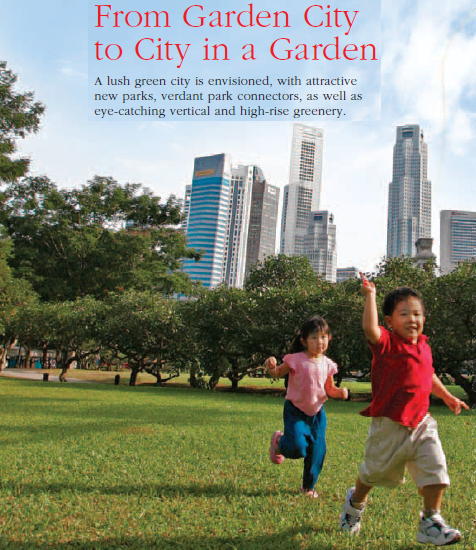 From Garden City
to City in a Garden
A lush green city is envisioned, with attractive
new parks, verdant park connectors, as well as
eye-catching vertical and high-rise greenery.